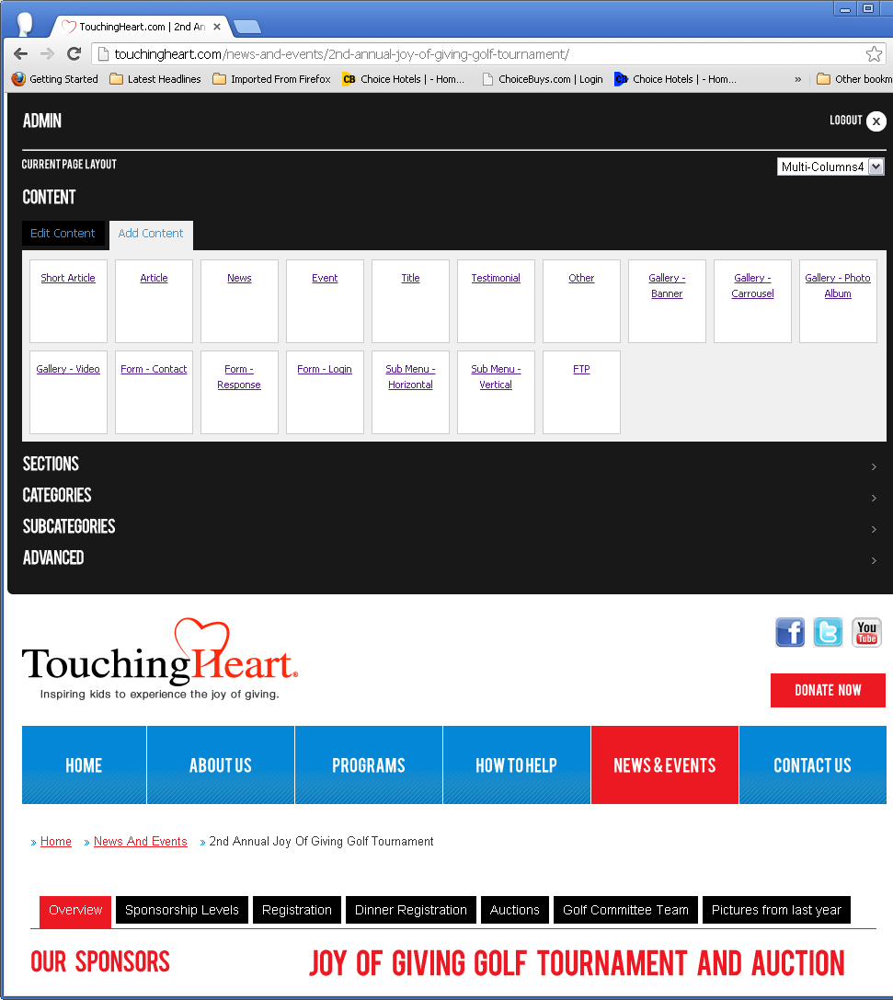 TouchingHeart.com | 2nd An
touchingheart.com/news-and-events/2nd-annual-joy-of-giving-golf-tournament/
Getting Started Latest Headlines Imported From Firefox CB Choice Hotels | - Hom... ChoiceBuys.com | Login CB Choice Hotels | - Hom... » Other bookm
ADMIN LOGOUT X
CURRENT PAGE LAYOUT Multi-Columns4
CONTENT
Edit Content Add Content
Short Article Article News Event Title Testimonial Other Gallery - Banner Gallery - Carrousel Gallery - Photo Album
Gallery - Video Form - Contact Form - Response Form - Login Sub Menu - Horizontal Sub Menu - Vertical FTP
SECTIONS >
CATEGORIES >
SUBCATEGORIES >
ADVANCED >
TouchingHeart®
Inspiring kids to experience the joy of giving.
f t You Tube
DONATE NOW
HOME ABOUT US PROGRAMS HOW TO HELP NEWS & EVENTS CONTACT US
» Home » News And Events » 2nd Annual Joy Of Giving Golf Tournament
Overview Sponsorship Levels Registration Dinner Registration Auctions Golf Committee Team Pictures from last year
OUR SPONSORS JOY OF GIVING GOLF TOURNAMENT AND AUCTION